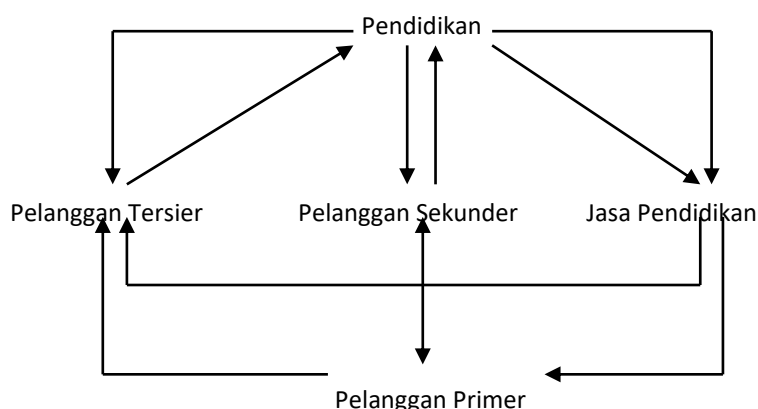 Pendidikan
Pelanggan Tersier Pelanggan Sekunder Jasa Pendidikan
Pelanggan Primer